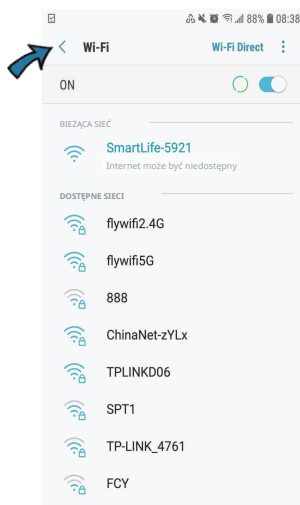 88% 08:38
Wi-Fi Wi-Fi Direct
ON
BIEŻĄCA SIEĆ
SmartLife-5921
Internet może być niedostępny
DOSTĘPNE SIECI
flywifi2.4G
flywifi5G
888
ChinaNet-zYLx
TPLINKD06
SPT1
TP-LINK_4761
FCY